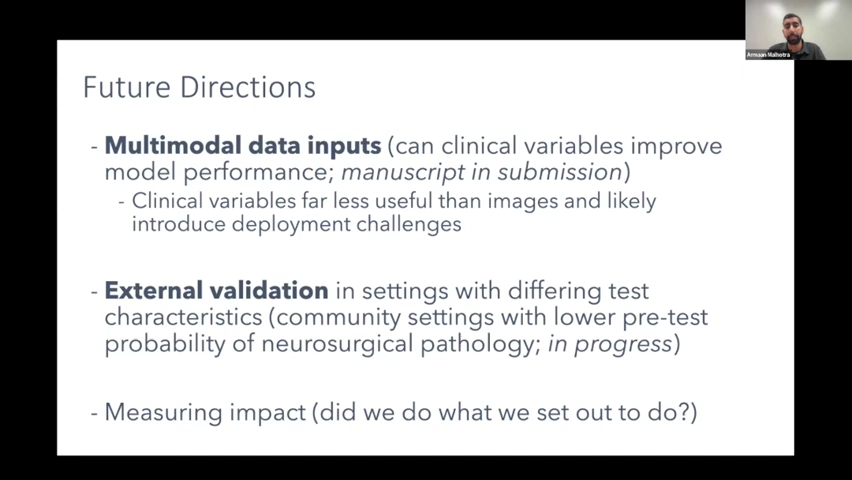 Armaan Malhotra
Future Directions
- Multimodal data inputs (can clinical variables improve
model performance; manuscript in submission)
- Clinical variables far less useful than images and likely
introduce deployment challenges
- External validation in settings with differing test
characteristics (community settings with lower pre-test
probability of neurosurgical pathology; in progress)
- Measuring impact (did we do what we set out to do?)